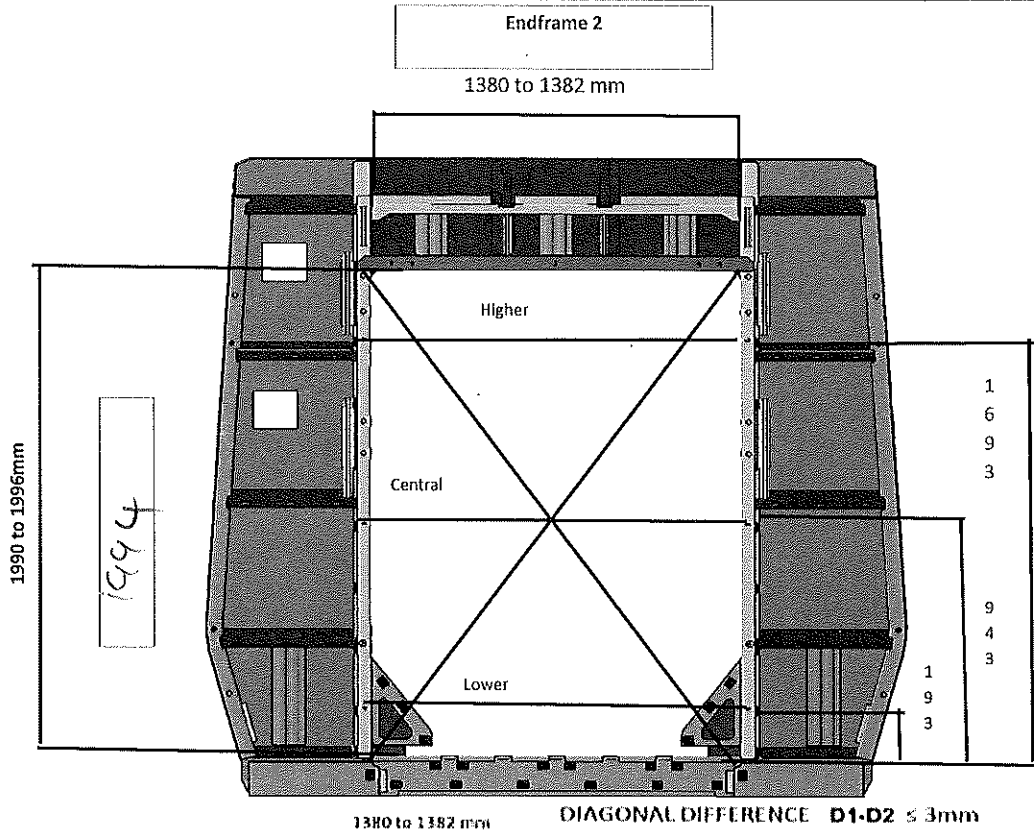 Endframe 2
1380 to 1382 mm
Higher
Central
Lower
1990 to 1996mm
1994
1
6
9
3
9
4
3
1
9
3
1380 to 1382 mm
DIAGONAL DIFFERENCE D1-D2 ≤ 3mm